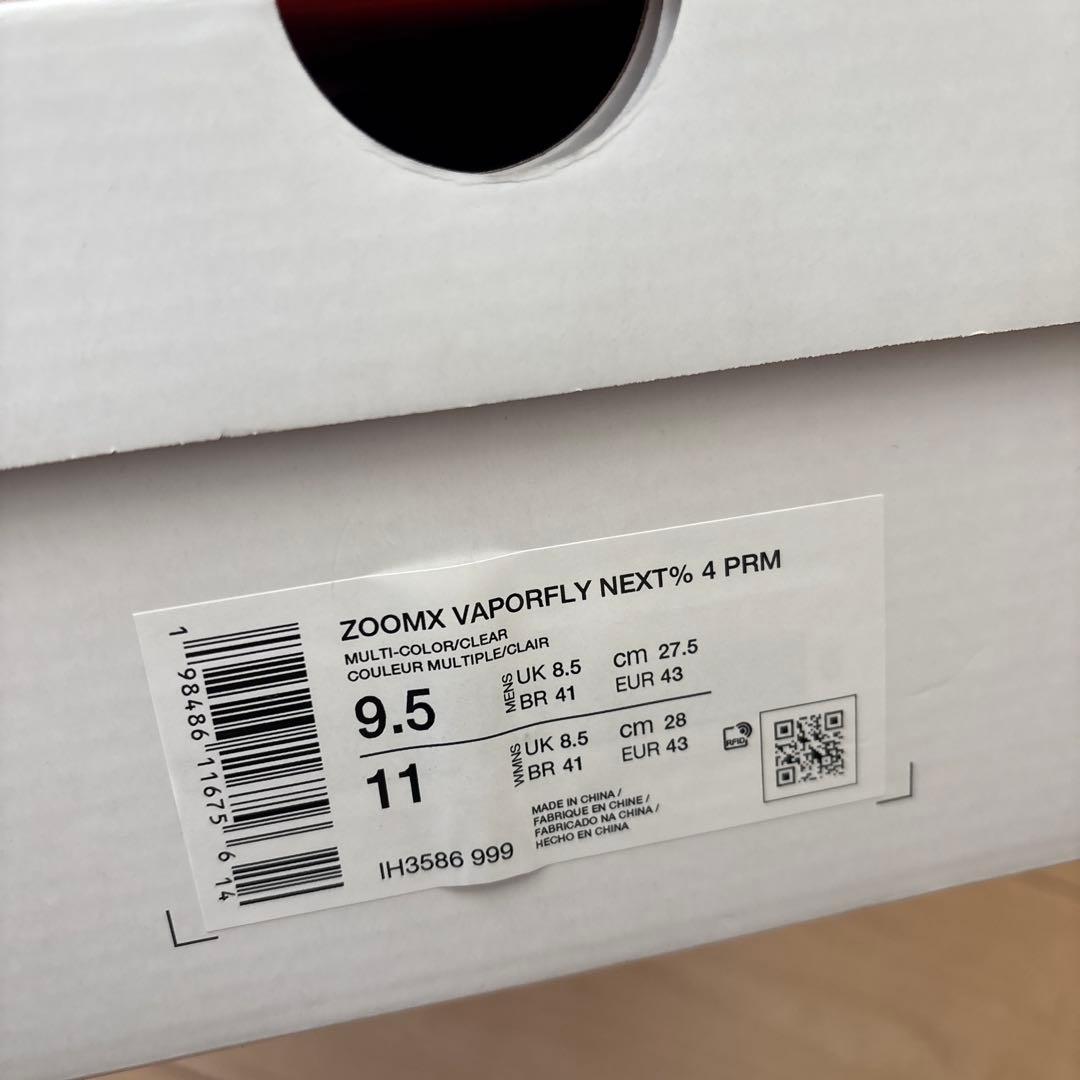 ZOOMX VAPORFLY NEXT% 4 PRM
MULTI-COLOR/CLEAR
COULEUR MULTIPLE/CLAIR
9.5
MENS
UK 8.5
cm 27.5
BR 41
EUR 43
11
WMNS
UK 8.5
cm 28
BR 41
EUR 43
RFID
MADE IN CHINA /
FABRIQUE EN CHINE /
FABRICADO NA CHINA /
HECHO EN CHINA
IH3586 999
1 98486 11675 6 14